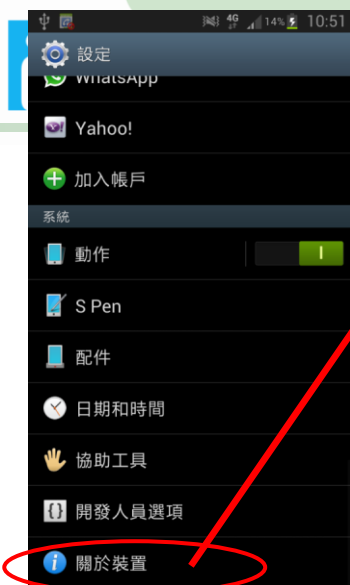 4G 14% 10:51
設定
WhatsApp
Yahoo!
加入帳戶
系統
動作
S Pen
配件
日期和時間
協助工具
開發人員選項
關於裝置